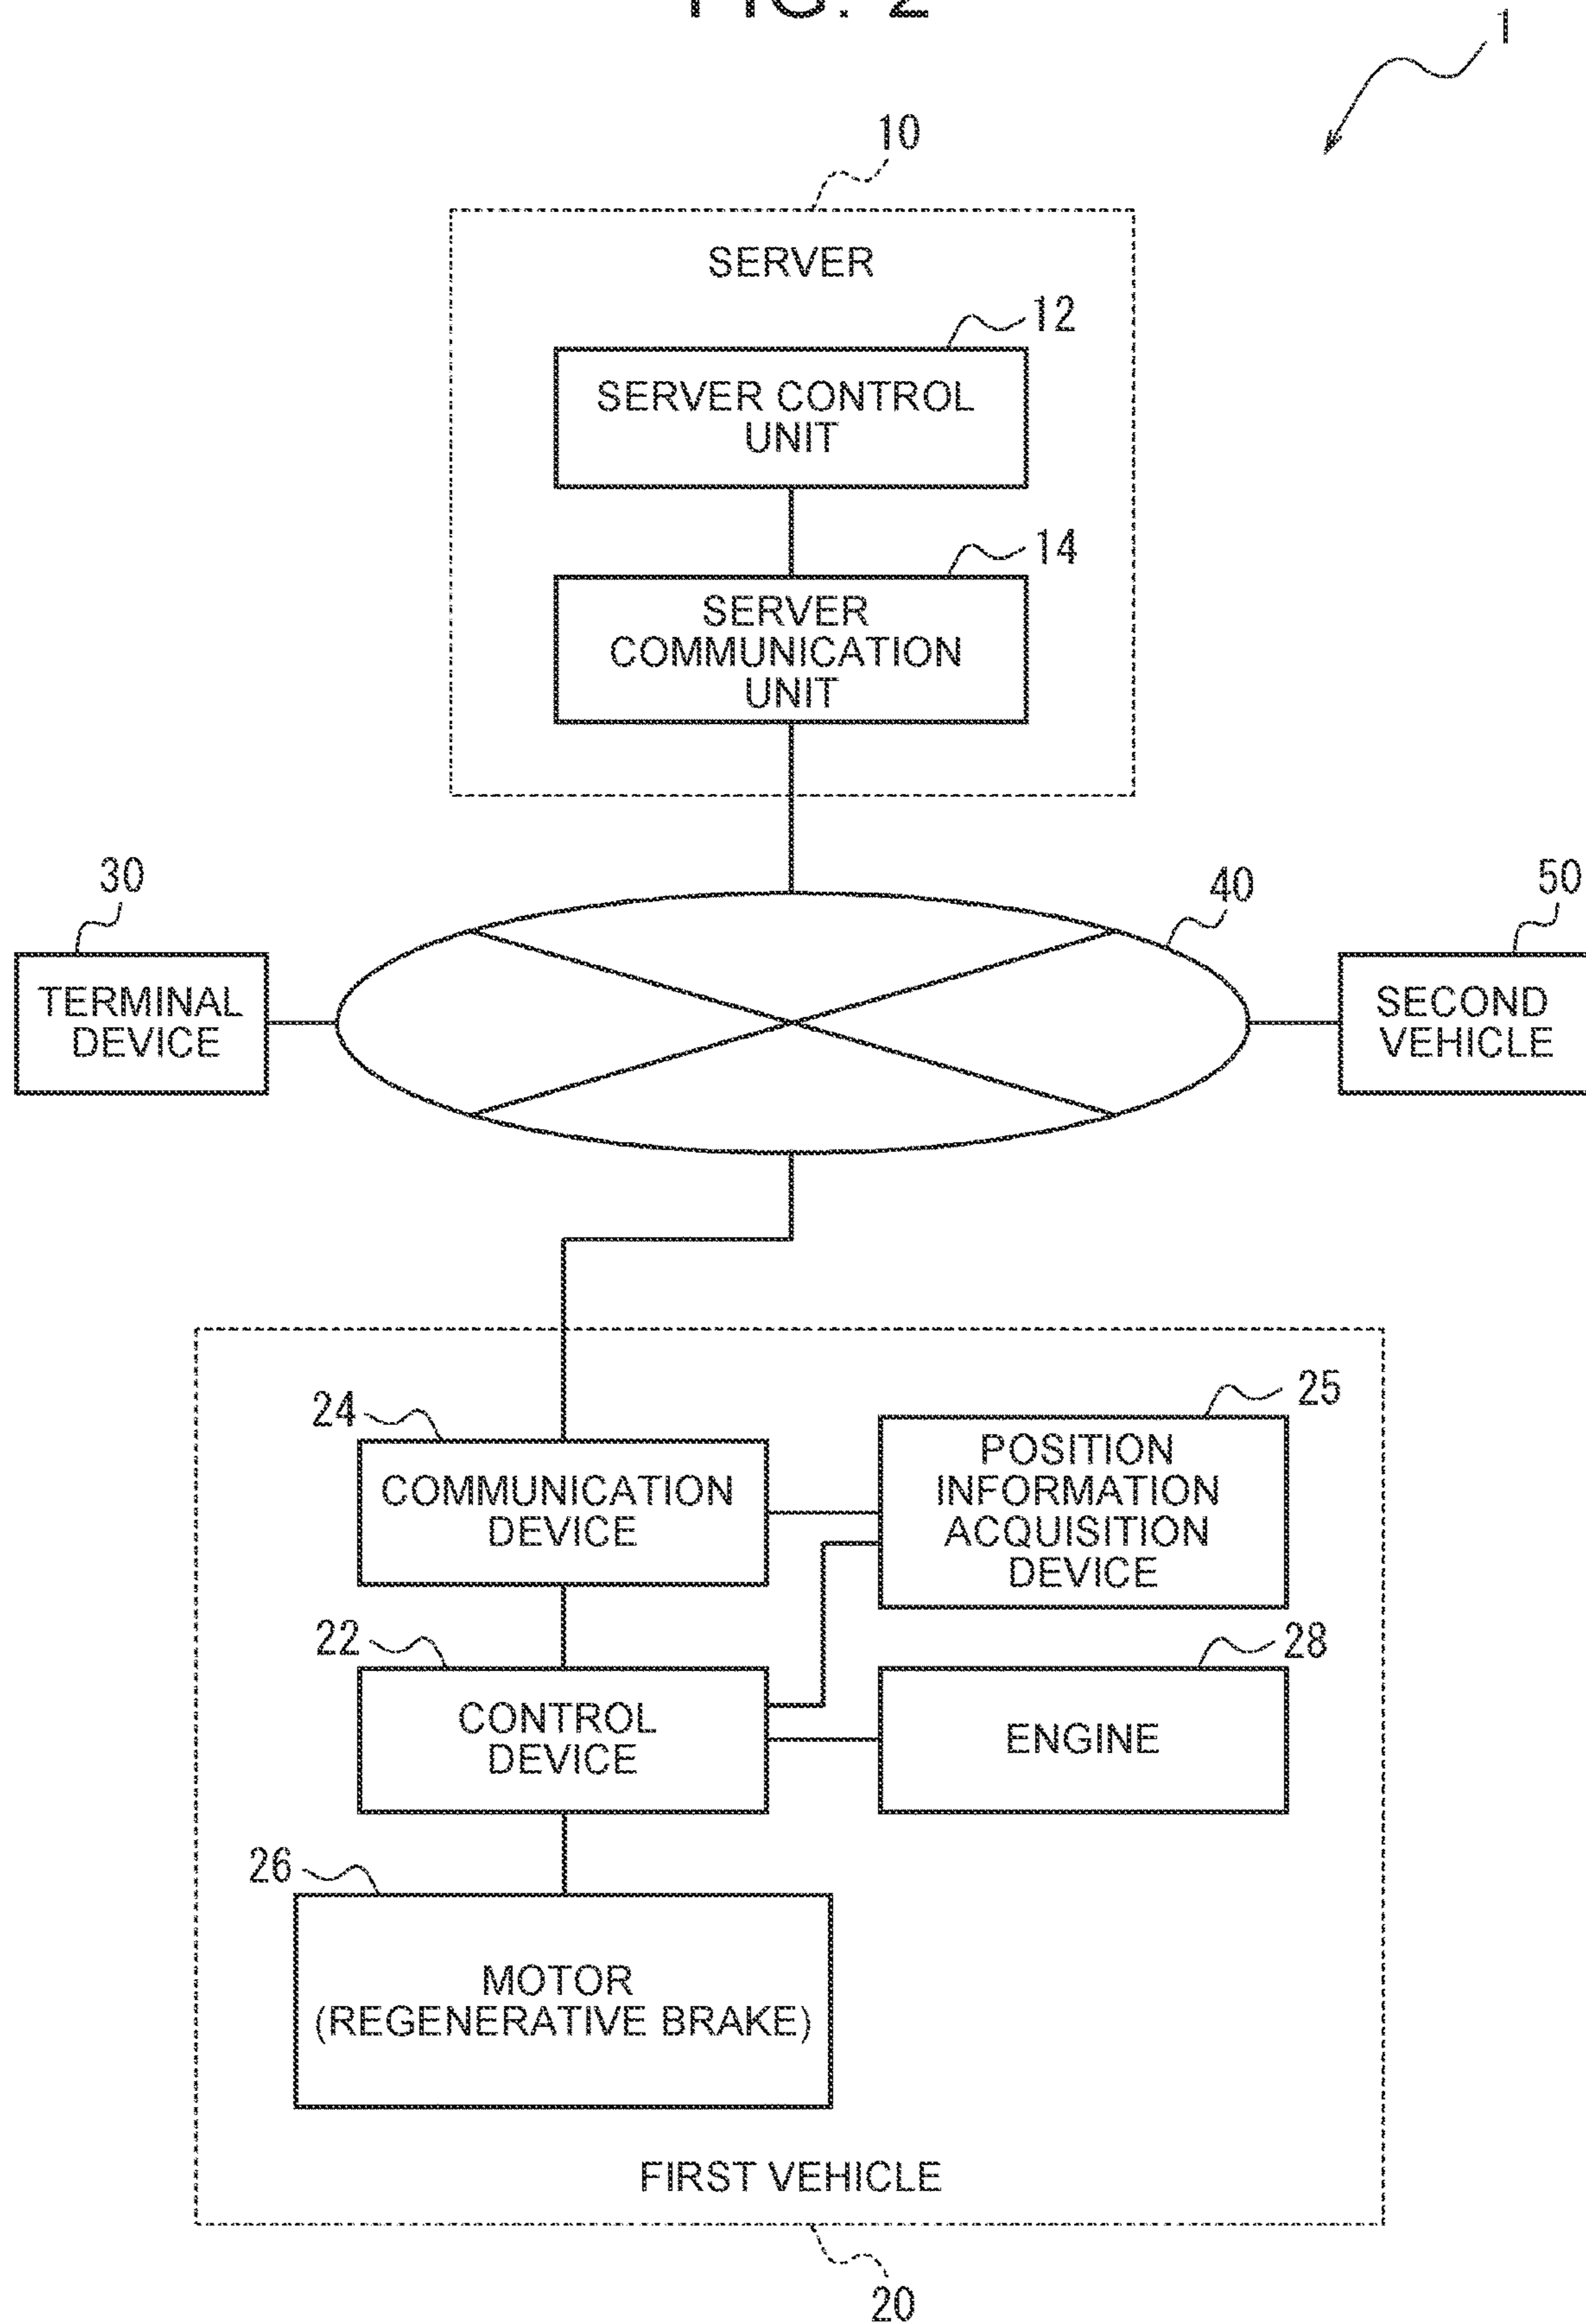 FIG. 2
1
10
SERVER
12
SERVER CONTROL
UNIT
14
SERVER
COMMUNICATION
UNIT
30
40
50
TERMINAL
DEVICE
SECOND
VEHICLE
24
25
COMMUNICATION
DEVICE
POSITION
INFORMATION
ACQUISITION
DEVICE
22
28
CONTROL
DEVICE
ENGINE
26
MOTOR
(REGENERATIVE BRAKE)
FIRST VEHICLE
20